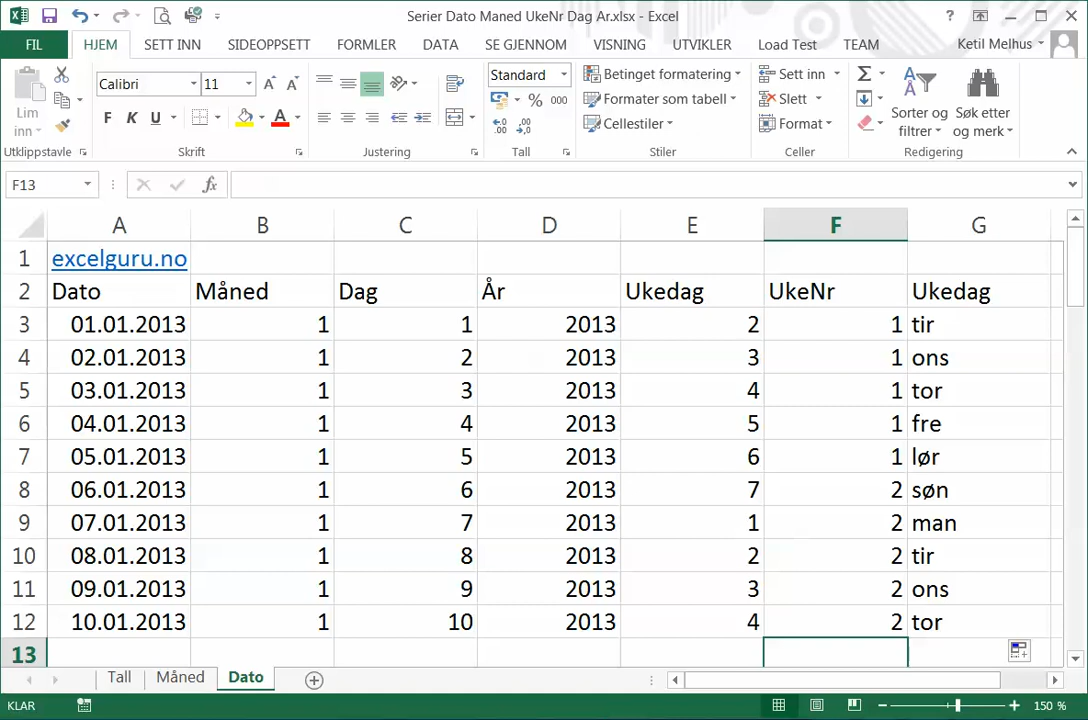 Serier Dato Maned UkeNr Dag Ar.xlsx - Excel
FIL HJEM SETT INN SIDEOPPSETT FORMLER DATA SE GJENNOM VISNING UTVIKLER Load Test TEAM Ketil Melhus
Lim inn
Calibri 11
F K U
Standard
% 000
Betinget formatering
Formater som tabell
Cellestiler
Sett inn
Slett
Format
Sorter og filtrer
Søk etter og merk
Utklippstavle Skrift Justering Tall Stiler Celler Redigering
F13 fx
A B C D E F G
1 excelguru.no
2 Dato Måned Dag År Ukedag UkeNr Ukedag
3 01.01.2013 1 1 2013 2 1 tir
4 02.01.2013 1 2 2013 3 1 ons
5 03.01.2013 1 3 2013 4 1 tor
6 04.01.2013 1 4 2013 5 1 fre
7 05.01.2013 1 5 2013 6 1 lør
8 06.01.2013 1 6 2013 7 2 søn
9 07.01.2013 1 7 2013 1 2 man
10 08.01.2013 1 8 2013 2 2 tir
11 09.01.2013 1 9 2013 3 2 ons
12 10.01.2013 1 10 2013 4 2 tor
13
Tall Måned Dato
KLAR 150 %